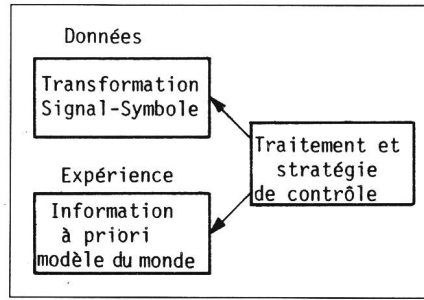 Données
Transformation
Signal-Symbole
Traitement et
stratégie
de contrôle
Expérience
Information
à priori
modèle du monde